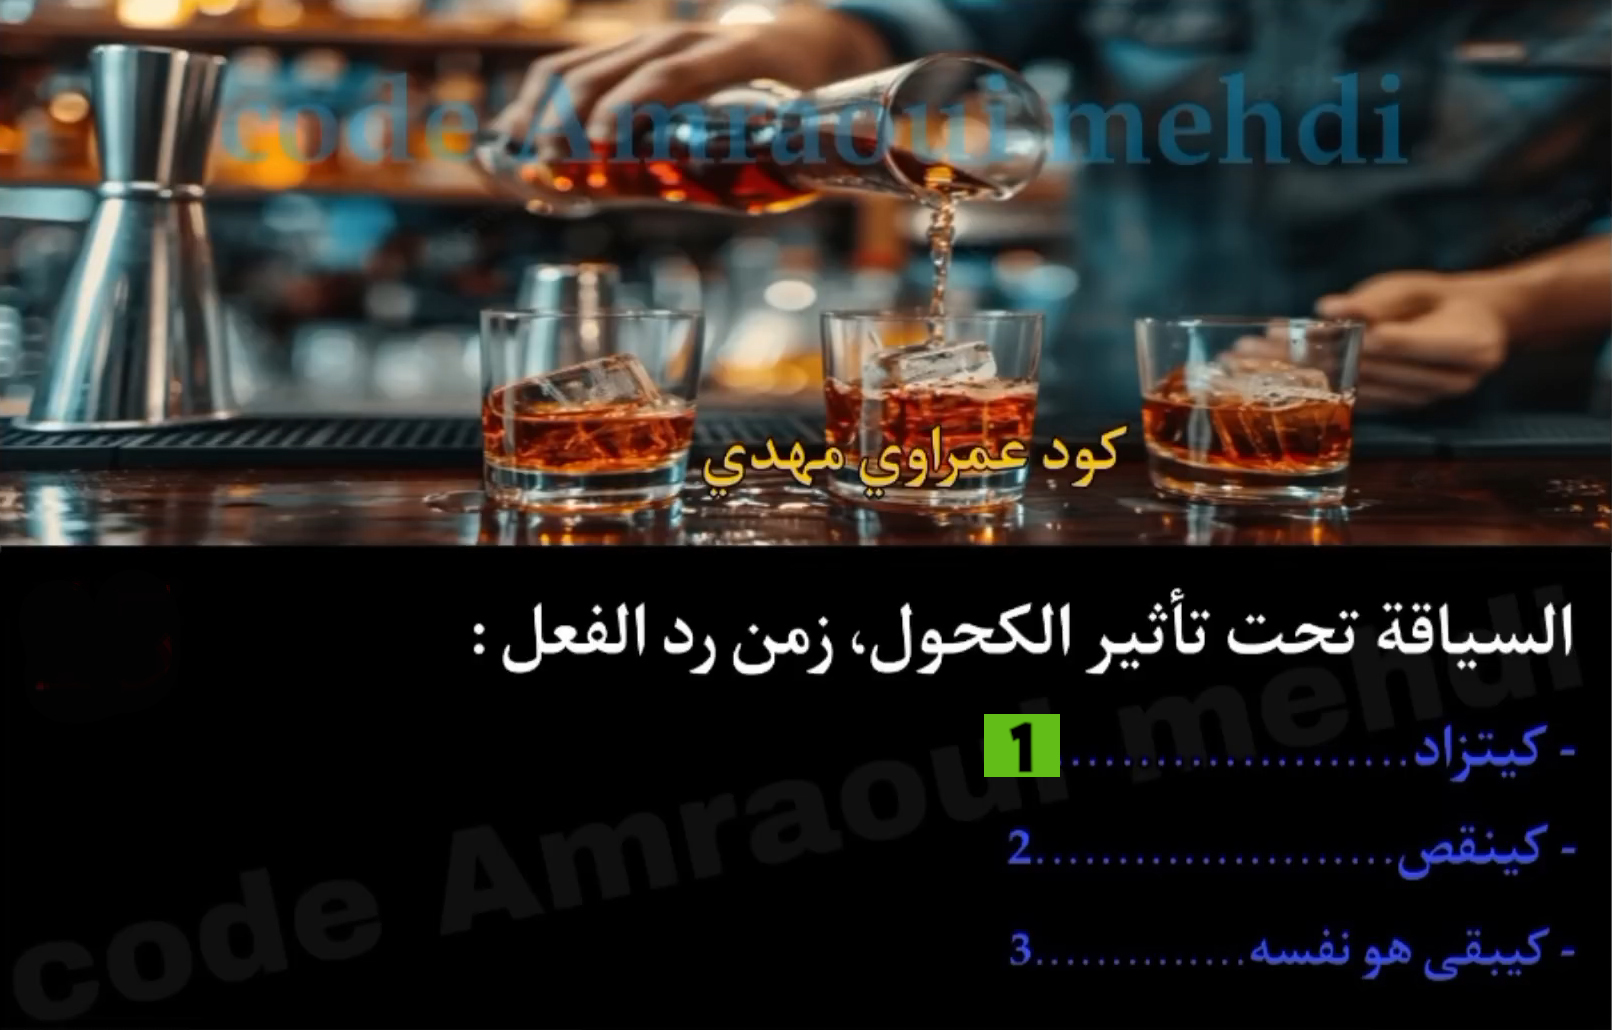 code Amraoui mehdi
كود عمراوي مهدي
السياقة تحت تأثير الكحول، زمن رد الفعل :
- كيتزاد.....................1
- كينقص......................2
- كيبقى هو نفسه.............3
code Amraoui mehdi